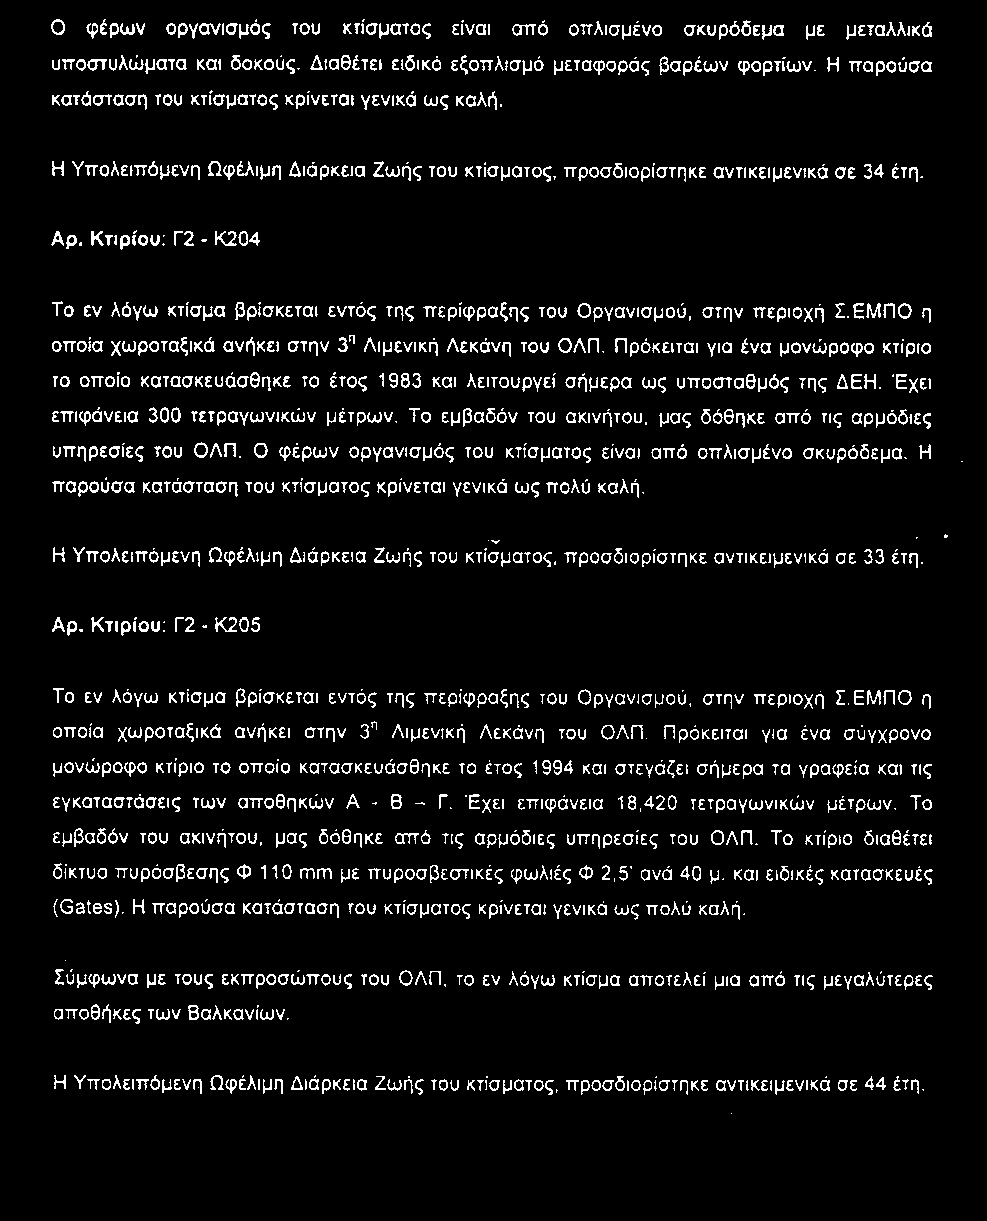 Ο φέρων οργανισμός του κτίσματος είναι από οπλισμένο σκυρόδεμα με μεταλλικά
υποστυλώματα και δοκούς. Διαθέτει ειδικό εξοπλισμό μεταφοράς βαρέων φορτίων. Η παρούσα
κατάσταση του κτίσματος κρίνεται γενικά ως καλή.
Η Υπολειπόμενη Ωφέλιμη Διάρκεια Ζωής του κτίσματος, προσδιορίστηκε αντικειμενικά σε 34 έτη.
Αρ. Κτιρίου: Γ2 - Κ204
Το εν λόγω κτίσμα βρίσκεται εντός της περίφραξης του Οργανισμού, στην περιοχή Σ.ΕΜΠΟ η
οποία χωροταξικά ανήκει στην 3η Λιμενική Λεκάνη του ΟΛΠ. Πρόκειται για ένα μονώροφο κτίριο
το οποίο κατασκευάσθηκε το έτος 1983 και λειτουργεί σήμερα ως υποσταθμός της ΔΕΗ. Έχει
επιφάνεια 300 τετραγωνικών μέτρων. Το εμβαδόν του ακινήτου, μας δόθηκε από τις αρμόδιες
υπηρεσίες του ΟΛΠ. Ο φέρων οργανισμός του κτίσματος είναι από οπλισμένο σκυρόδεμα. Η
παρούσα κατάσταση του κτίσματος κρίνεται γενικά ως πολύ καλή.
Η Υπολειπόμενη Ωφέλιμη Διάρκεια Ζωής του κτίσματος, προσδιορίστηκε αντικειμενικά σε 33 έτη.
Αρ. Κτιρίου: Γ2 - Κ205
Το εν λόγω κτίσμα βρίσκεται εντός της περίφραξης του Οργανισμού, στην περιοχή Σ.ΕΜΠΟ η
οποία χωροταξικά ανήκει στην 3η Λιμενική Λεκάνη του ΟΛΠ. Πρόκειται για ένα σύγχρονο
μονώροφο κτίριο το οποίο κατασκευάσθηκε το έτος 1994 και στεγάζει σήμερα τα γραφεία και τις
εγκαταστάσεις των αποθηκών Α - Β – Γ. Έχει επιφάνεια 18,420 τετραγωνικών μέτρων. Το
εμβαδόν του ακινήτου, μας δόθηκε από τις αρμόδιες υπηρεσίες του ΟΛΠ. Το κτίριο διαθέτει
δίκτυο πυρόσβεσης Φ 110 mm με πυροσβεστικές φωλιές Φ 2,5' ανά 40 μ. και ειδικές κατασκευές
(Gates). Η παρούσα κατάσταση του κτίσματος κρίνεται γενικά ως πολύ καλή.
Σύμφωνα με τους εκπροσώπους του ΟΛΠ, το εν λόγω κτίσμα αποτελεί μια από τις μεγαλύτερες
αποθήκες των Βαλκανίων.
Η Υπολειπόμενη Ωφέλιμη Διάρκεια Ζωής του κτίσματος, προσδιορίστηκε αντικειμενικά σε 44 έτη.